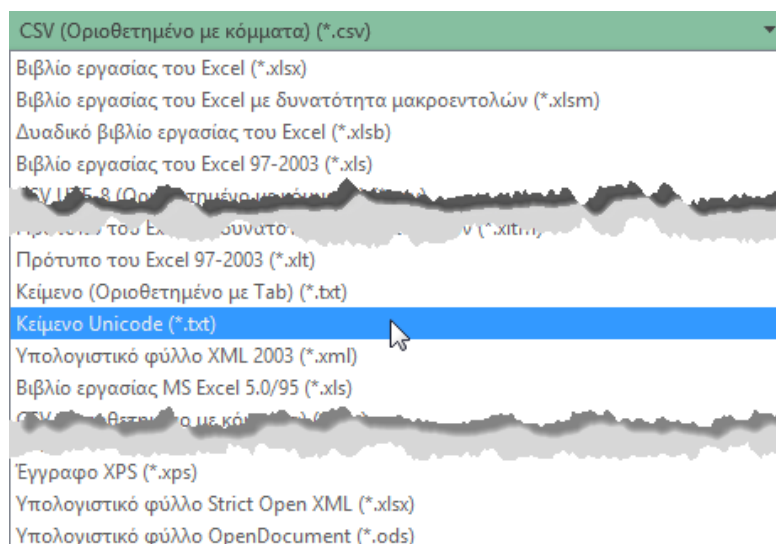 CSV (Οριοθετημένο με κόμματα) (*.csv)
Βιβλίο εργασίας του Excel (*.xlsx)
Βιβλίο εργασίας του Excel με δυνατότητα μακροεντολών (*.xlsm)
Δυαδικό βιβλίο εργασίας του Excel (*.xlsb)
Βιβλίο εργασίας του Excel 97-2003 (*.xls)
του
Πρότυπο του Excel 97-2003 (*.xlt)
Κείμενο (Οριοθετημένο με Tab) (*.txt)
Κείμενο Unicode (*.txt)
Υπολογιστικό φύλλο XML 2003 (*.xml)
Βιβλίο εργασίας MS Excel 5.0/95 (*.xls)
Έγγραφο XPS (*.xps)
Υπολογιστικό φύλλο Strict Open XML (*.xlsx)
Υπολογιστικό φύλλο OpenDocument (*.ods)